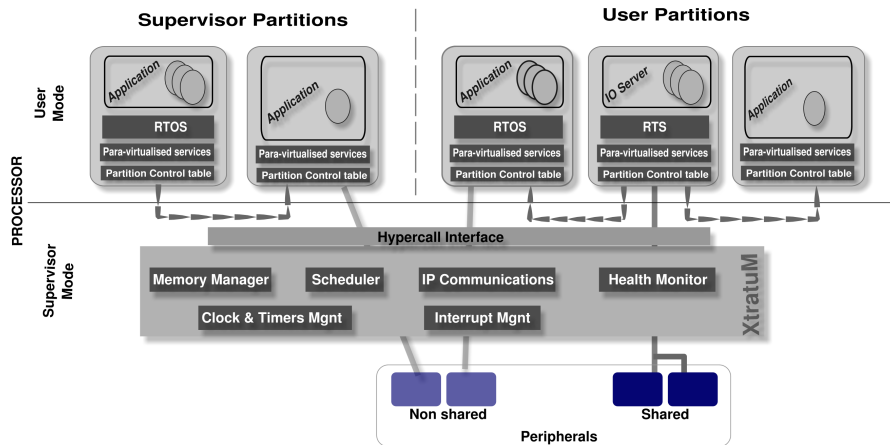 Supervisor Partitions
User Partitions
PROCESSOR
User
Mode
Application
RTOS
Para-virtualised services
Partition Control table
Application
Para-virtualised services
Partition Control table
Application
RTOS
Para-virtualised services
Partition Control table
IO Server
RTS
Para-virtualised services
Partition Control table
Application
Para-virtualised services
Partition Control table
Supervisor
Mode
Hypercall Interface
Memory Manager
Scheduler
IP Communications
Health Monitor
Clock & Timers Mgnt
Interrupt Mgnt
XtratuM
Non shared
Shared
Peripherals